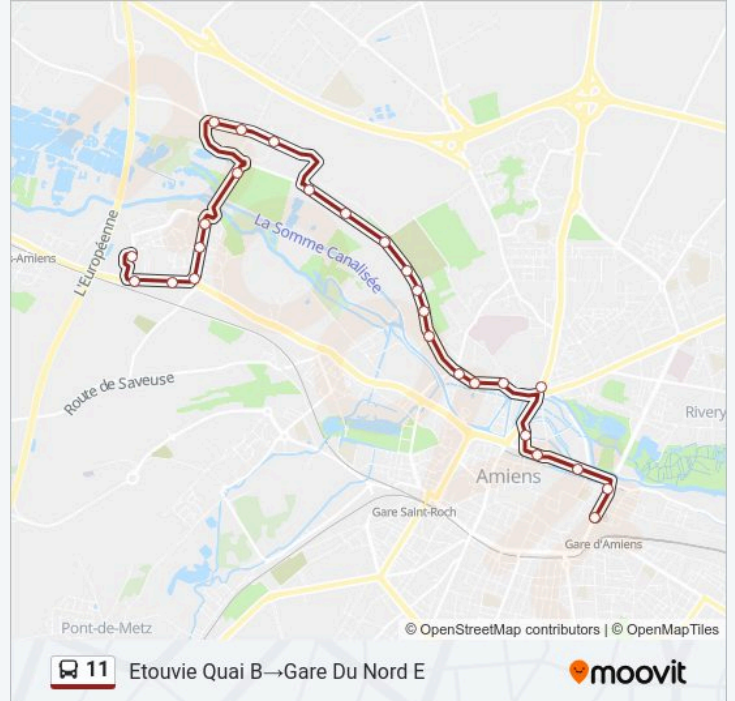 La Somme Canalisée
L'Européenne
s-Amiens
Route de Saveuse
Rivery
Amiens
Gare Saint-Roch
Gare d'Amiens
Pont-de-Metz
© OpenStreetMap contributors | © OpenMapTiles
11 Etouvie Quai B→Gare Du Nord E
moovit